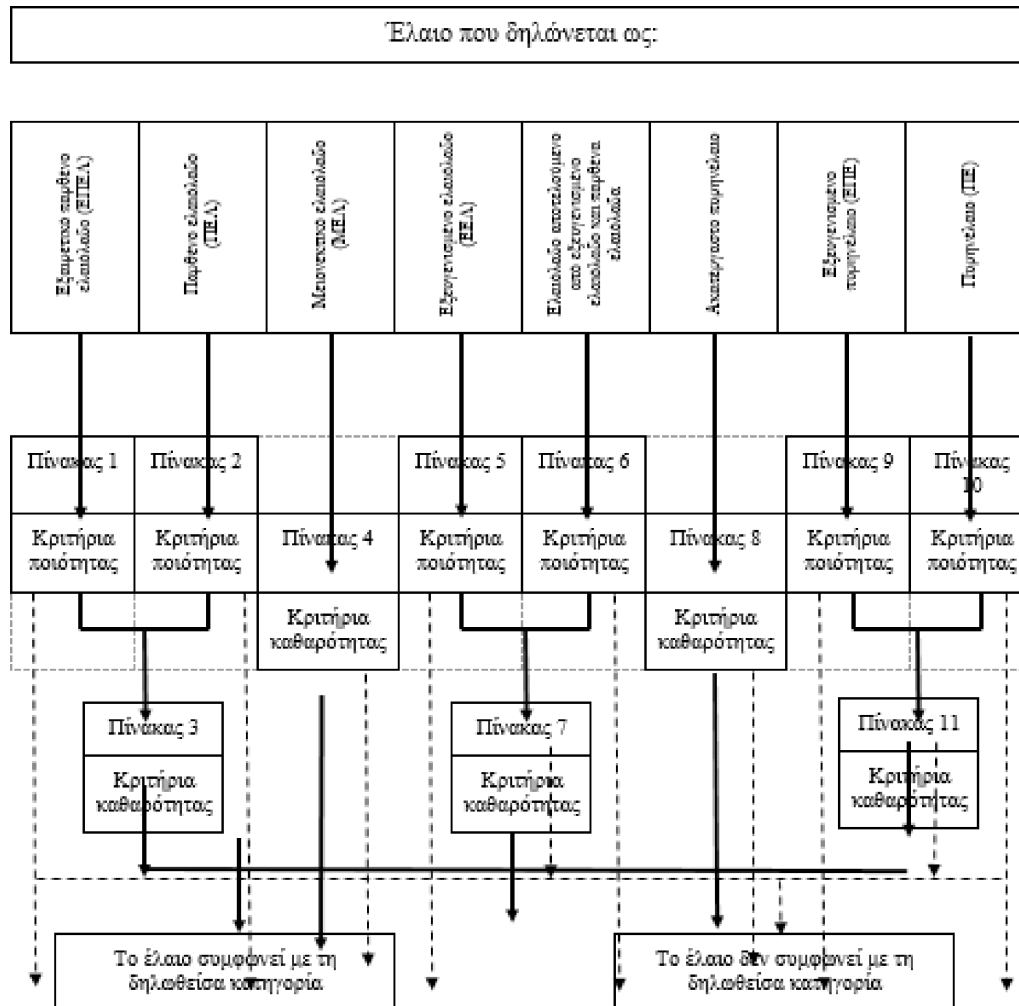 Έλαιο που δηλώνεται ως:
Εξαιρετικό παρθένο
ελαιόλαδο (ΕΠΕΛ)
Παρθένο ελαιόλαδο
(ΠΕΛ)
Μειονεκτικό ελαιόλαδο
(ΜΕΛ)
Εξευγενισμένο ελαιόλαδο
(ΕΕΛ)
Ελαιόλαδο αποτελούμενο
από εξευγενισμένο
ελαιόλαδο και παρθένα
ελαιόλαδα
Ακατέργαστο πυρηνέλαιο
Εξευγενισμένο
πυρηνέλαιο (ΕΠΕ)
Πυρηνέλαιο (ΠΕ)
Πίνακας 1
Πίνακας 2
Πίνακας 5
Πίνακας 6
Πίνακας 9
Πίνακας
10
Κριτήρια
ποιότητας
Κριτήρια
ποιότητας
Πίνακας 4
Κριτήρια
ποιότητας
Κριτήρια
ποιότητας
Πίνακας 8
Κριτήρια
ποιότητας
Κριτήρια
ποιότητας
Κριτήρια
καθαρότητας
Κριτήρια
καθαρότητας
Πίνακας 3
Πίνακας 7
Πίνακας 11
Κριτήρια
καθαρότητας
Κριτήρια
καθαρότητας
Κριτήρια
καθαρότητας
Το έλαιο συμφωνεί με τη
δηλωθείσα κατηγορία
Το έλαιο δεν συμφωνεί με τη
δηλωθείσα κατηγορία